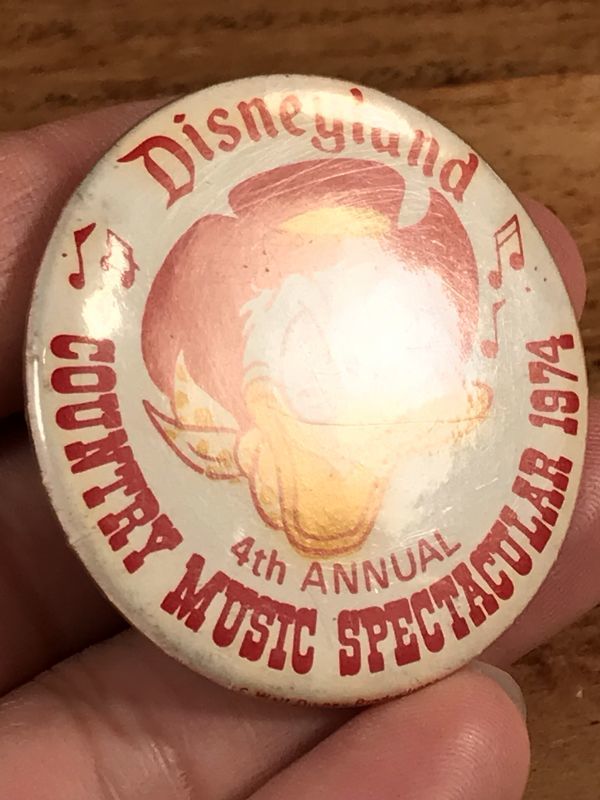 Disneyland
4th ANNUAL
COUNTRY MUSIC SPECTACULAR 1974